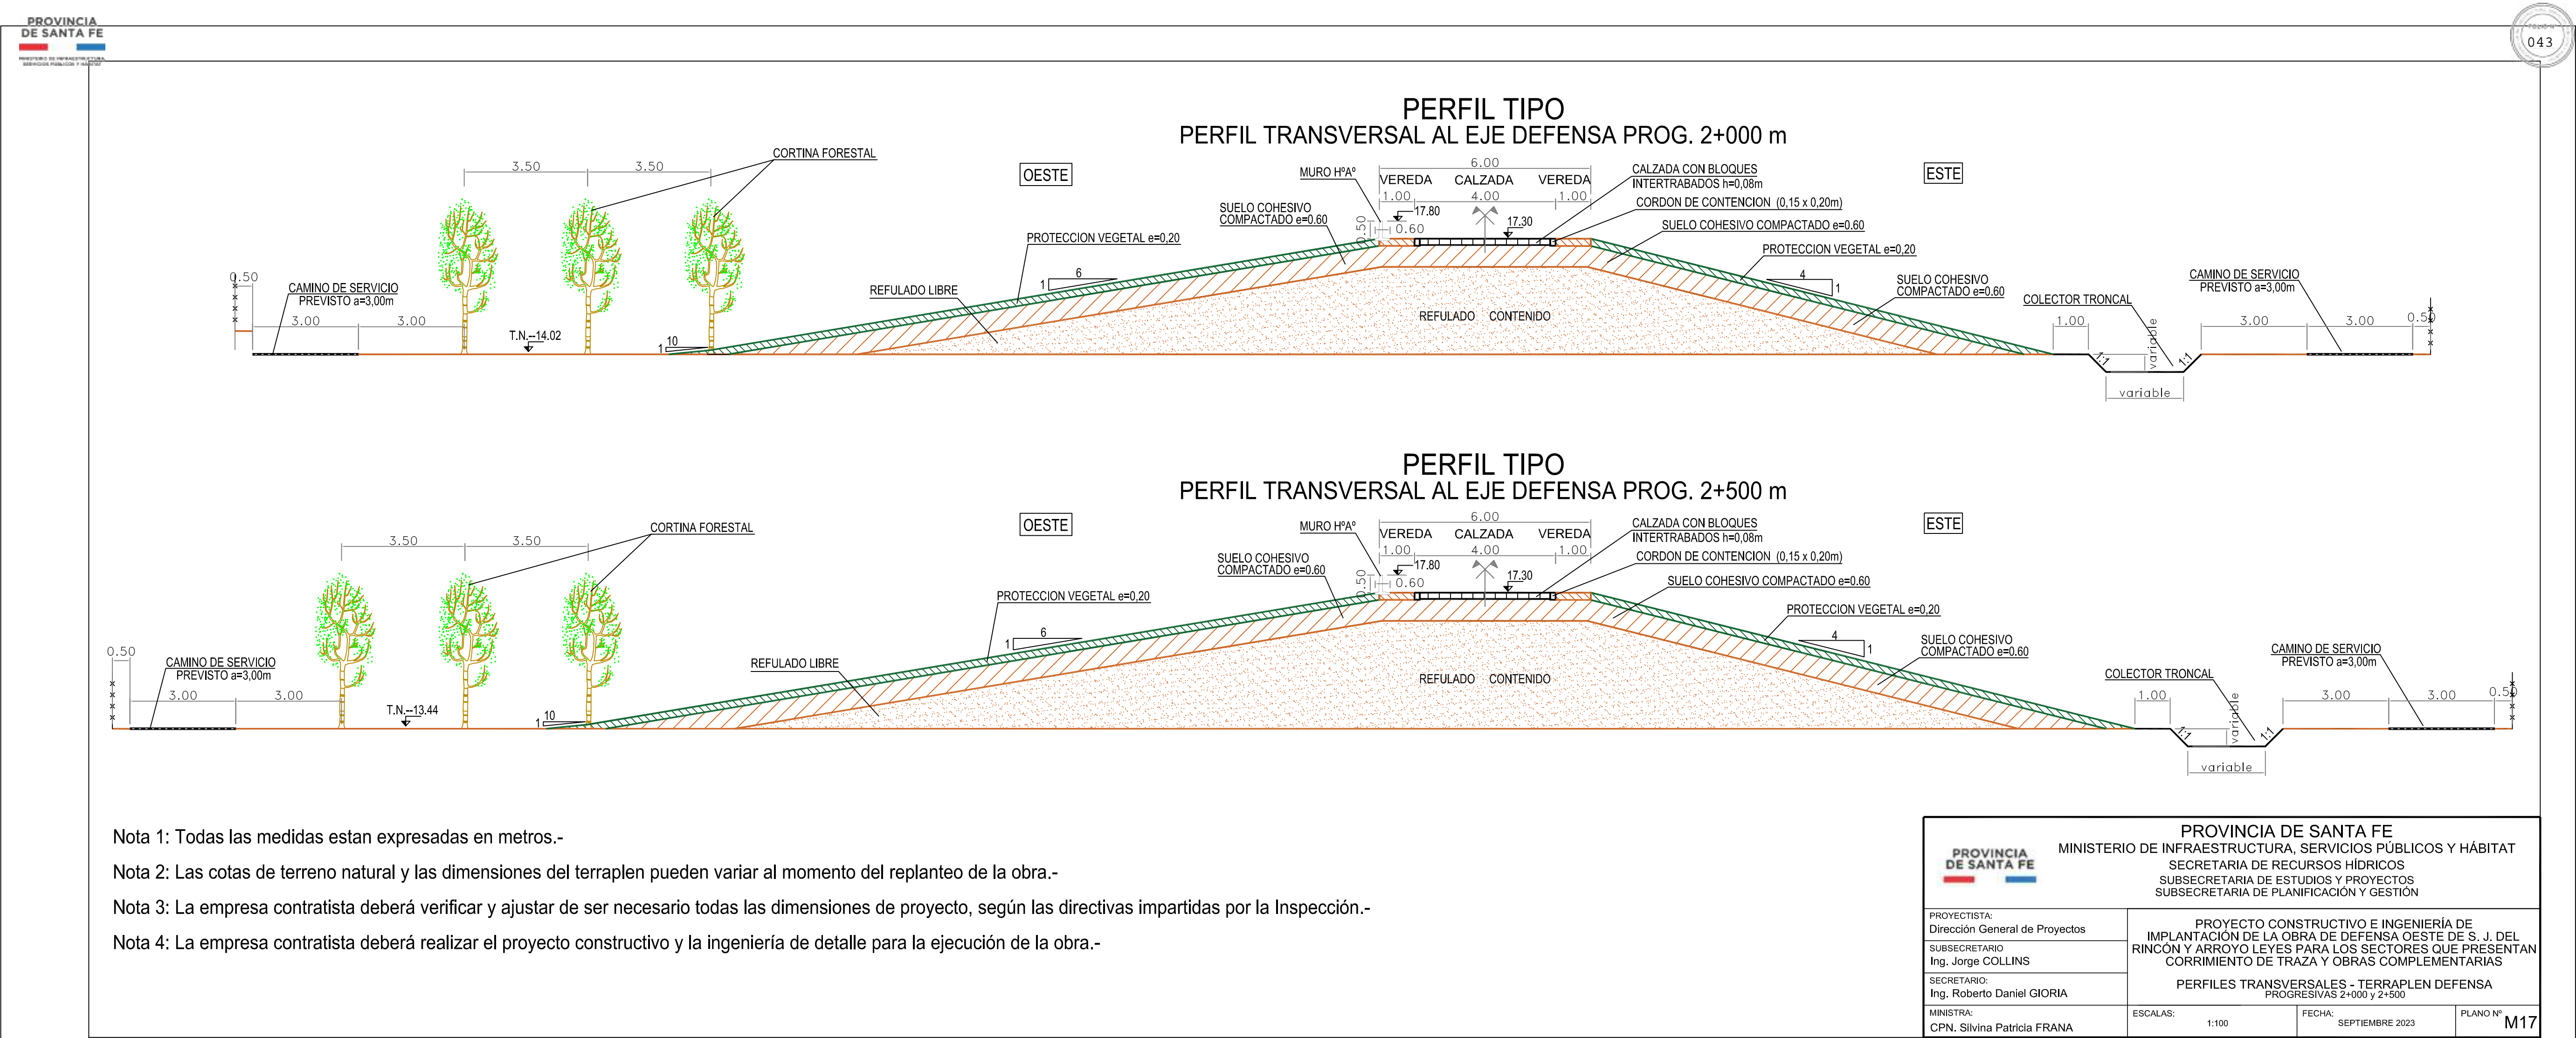 PROVINCIA
DE SANTA FE
MINISTERIO DE INFRAESTRUCTURA,
SERVICIOS PÚBLICOS Y HÁBITAT
043
PERFIL TIPO
PERFIL TRANSVERSAL AL EJE DEFENSA PROG. 2+000 m
OESTE
ESTE
CORTINA FORESTAL
3.50
3.50
MURO HºAº
6.00
VEREDA
CALZADA
VEREDA
1.00
4.00
1.00
CALZADA CON BLOQUES
INTERTRABADOS h=0,08m
CORDON DE CONTENCION (0,15 x 0,20m)
SUELO COHESIVO COMPACTADO e=0.60
PROTECCION VEGETAL e=0,20
SUELO COHESIVO
COMPACTADO e=0.60
17.80
17.30
0.50
0.60
SUELO COHESIVO
COMPACTADO e=0.60
PROTECCION VEGETAL e=0,20
6
1
4
1
0.50
CAMINO DE SERVICIO
PREVISTO a=3,00m
3.00
3.00
T.N.--14.02
10
1
REFULADO LIBRE
REFULADO CONTENIDO
COLECTOR TRONCAL
CAMINO DE SERVICIO
PREVISTO a=3,00m
1.00
variable
1:1
1:1
variable
3.00
3.00
0.50
PERFIL TIPO
PERFIL TRANSVERSAL AL EJE DEFENSA PROG. 2+500 m
OESTE
ESTE
CORTINA FORESTAL
3.50
3.50
MURO HºAº
6.00
VEREDA
CALZADA
VEREDA
1.00
4.00
1.00
CALZADA CON BLOQUES
INTERTRABADOS h=0,08m
CORDON DE CONTENCION (0,15 x 0,20m)
SUELO COHESIVO COMPACTADO e=0.60
PROTECCION VEGETAL e=0,20
SUELO COHESIVO
COMPACTADO e=0.60
17.80
17.30
0.50
0.60
SUELO COHESIVO
COMPACTADO e=0.60
PROTECCION VEGETAL e=0,20
6
1
4
1
0.50
CAMINO DE SERVICIO
PREVISTO a=3,00m
3.00
3.00
T.N.--13.44
10
1
REFULADO LIBRE
REFULADO CONTENIDO
COLECTOR TRONCAL
CAMINO DE SERVICIO
PREVISTO a=3,00m
1.00
variable
1:1
1:1
variable
3.00
3.00
0.50
Nota 1: Todas las medidas estan expresadas en metros.-
Nota 2: Las cotas de terreno natural y las dimensiones del terraplen pueden variar al momento del replanteo de la obra.-
Nota 3: La empresa contratista deberá verificar y ajustar de ser necesario todas las dimensiones de proyecto, según las directivas impartidas por la Inspección.-
Nota 4: La empresa contratista deberá realizar el proyecto constructivo y la ingeniería de detalle para la ejecución de la obra.-
PROVINCIA
DE SANTA FE
PROVINCIA DE SANTA FE
MINISTERIO DE INFRAESTRUCTURA, SERVICIOS PÚBLICOS Y HÁBITAT
SECRETARIA DE RECURSOS HÍDRICOS
SUBSECRETARIA DE ESTUDIOS Y PROYECTOS
SUBSECRETARIA DE PLANIFICACIÓN Y GESTIÓN
PROYECTISTA:
Dirección General de Proyectos
SUBSECRETARIO
Ing. Jorge COLLINS
SECRETARIO:
Ing. Roberto Daniel GIORIA
MINISTRA:
CPN. Silvina Patricia FRANA
PROYECTO CONSTRUCTIVO E INGENIERÍA DE
IMPLANTACIÓN DE LA OBRA DE DEFENSA OESTE DE S. J. DEL
RINCÓN Y ARROYO LEYES PARA LOS SECTORES QUE PRESENTAN
CORRIMIENTO DE TRAZA Y OBRAS COMPLEMENTARIAS
PERFILES TRANSVERSALES - TERRAPLEN DEFENSA
PROGRESIVAS 2+000 y 2+500
ESCALAS:
1:100
FECHA:
SEPTIEMBRE 2023
PLANO Nº
M17